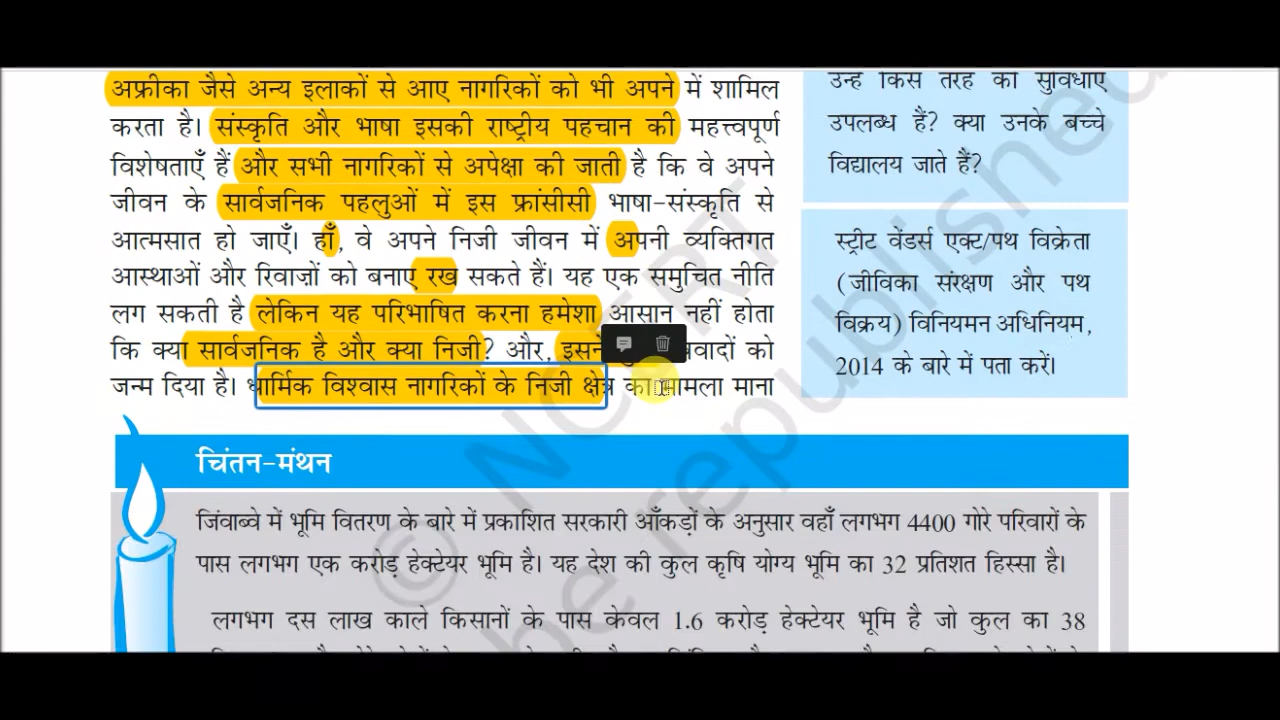 अफ्रीका जैसे अन्य इलाकों से आए नागरिकों को भी अपने में शामिल
करता है। संस्कृति और भाषा इसकी राष्ट्रीय पहचान की महत्त्वपूर्ण
विशेषताएँ हैं और सभी नागरिकों से अपेक्षा की जाती है कि वे अपने
जीवन के सार्वजनिक पहलुओं में इस फ्रांसीसी भाषा-संस्कृति से
आत्मसात हो जाएँ। हाँ, वे अपने निजी जीवन में अपनी व्यक्तिगत
आस्थाओं और रिवाज़ों को बनाए रख सकते हैं। यह एक समुचित नीति
लग सकती है लेकिन यह परिभाषित करना हमेशा आसान नहीं होता
कि क्या सार्वजनिक है और क्या निजी? और, इसने को
जन्म दिया है। धार्मिक विश्वास नागरिकों के निजी क्षेत्र का मामला माना
उन्हें किस तरह की सुविधाएँ
उपलब्ध हैं? क्या उनके बच्चे
विद्यालय जाते हैं?
स्ट्रीट वेंडर्स एक्ट/पथ विक्रेता
(जीविका संरक्षण और पथ
विक्रय) विनियमन अधिनियम,
2014 के बारे में पता करें।
चिंतन-मंथन
जिंवाब्वे में भूमि वितरण के बारे में प्रकाशित सरकारी आँकड़ों के अनुसार वहाँ लगभग 4400 गोरे परिवारों के
पास लगभग एक करोड़ हेक्टेयर भूमि है। यह देश की कुल कृषि योग्य भूमि का 32 प्रतिशत हिस्सा है।
लगभग दस लाख काले किसानों के पास केवल 1.6 करोड़ हेक्टेयर भूमि है जो कुल का 38
© NCERT
be republished